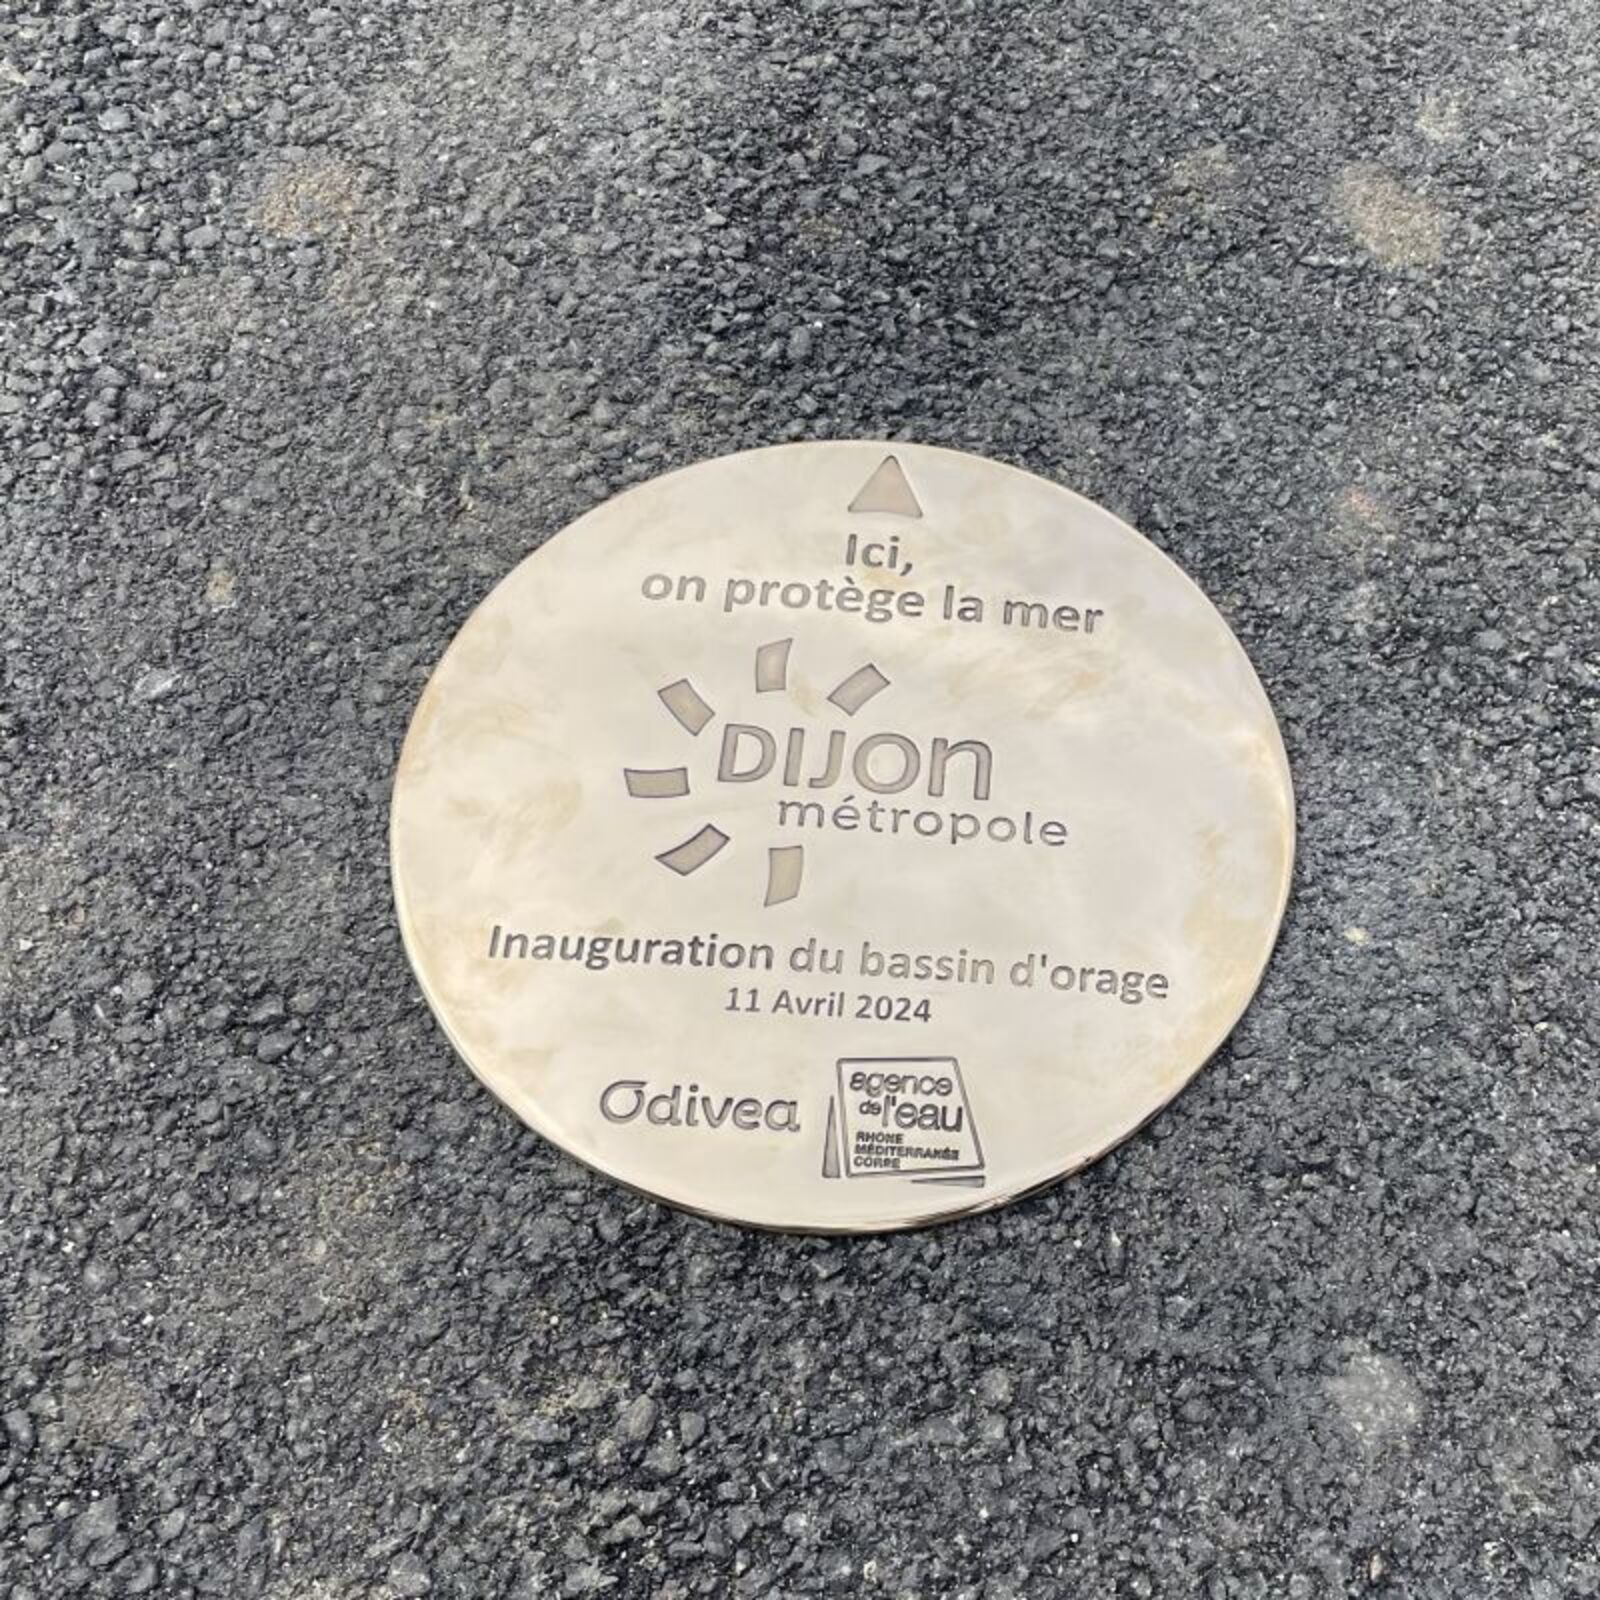 Ici,
on protège la mer
DIJON
métropole
Inauguration du bassin d'orage
11 Avril 2024
Odivea
agence
de l'eau
RHÔNE
MÉDITERRANÉE
CORSE